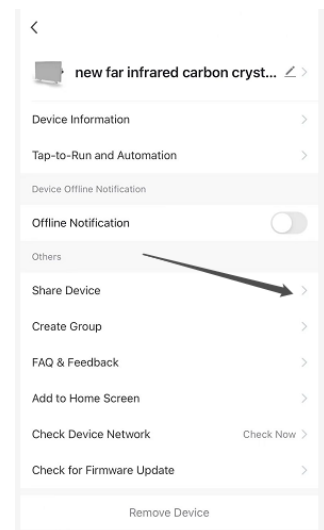 new far infrared carbon cryst...
Device Information
Tap-to-Run and Automation
Device Offline Notification
Offline Notification
Others
Share Device
Create Group
FAQ & Feedback
Add to Home Screen
Check Device Network Check Now
Check for Firmware Update
Remove Device